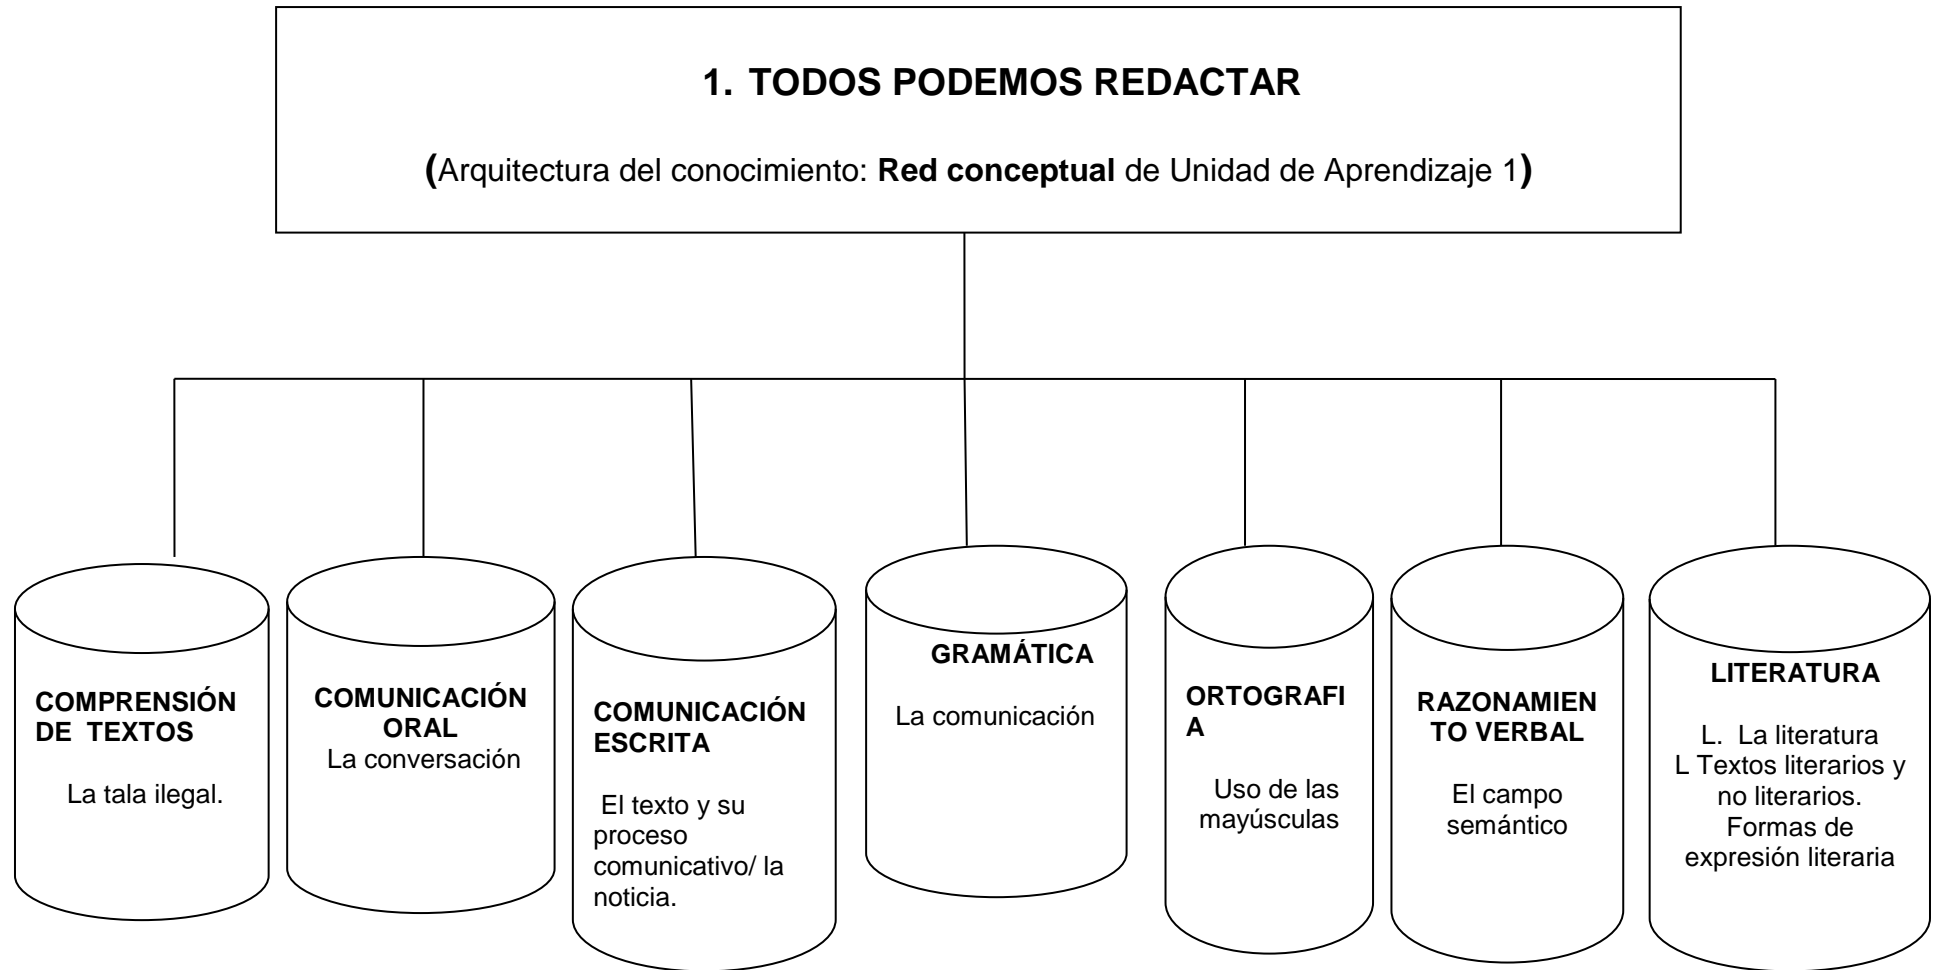 1. TODOS PODEMOS REDACTAR
(Arquitectura del conocimiento: Red conceptual de Unidad de Aprendizaje 1)
COMPRENSIÓN
DE TEXTOS
La tala ilegal.
COMUNICACIÓN
ORAL
La conversación
COMUNICACIÓN
ESCRITA
El texto y su
proceso
comunicativo/ la
noticia.
GRAMÁTICA
La comunicación
ORTOGRAFI
A
Uso de las
mayúsculas
RAZONAMIEN
TO VERBAL
El campo
semántico
LITERATURA
L. La literatura
L Textos literarios y
no literarios.
Formas de
expresión literaria